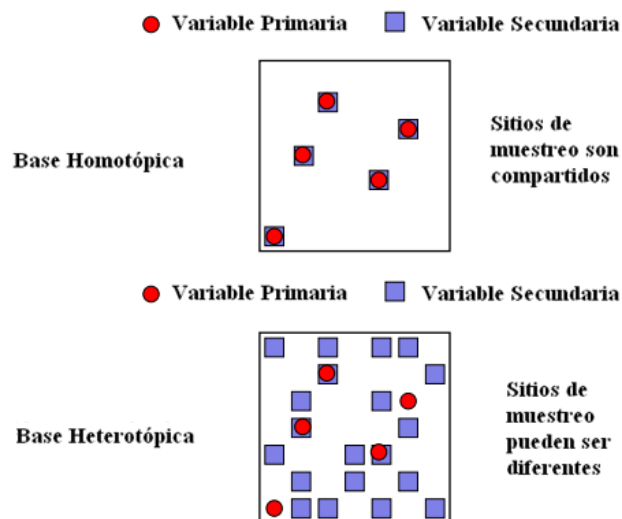 Variable Primaria Variable Secundaria
Base Homotópica
Sitios de
muestreo son
compartidos
Variable Primaria Variable Secundaria
Base Heterotópica
Sitios de
muestreo
pueden ser
diferentes